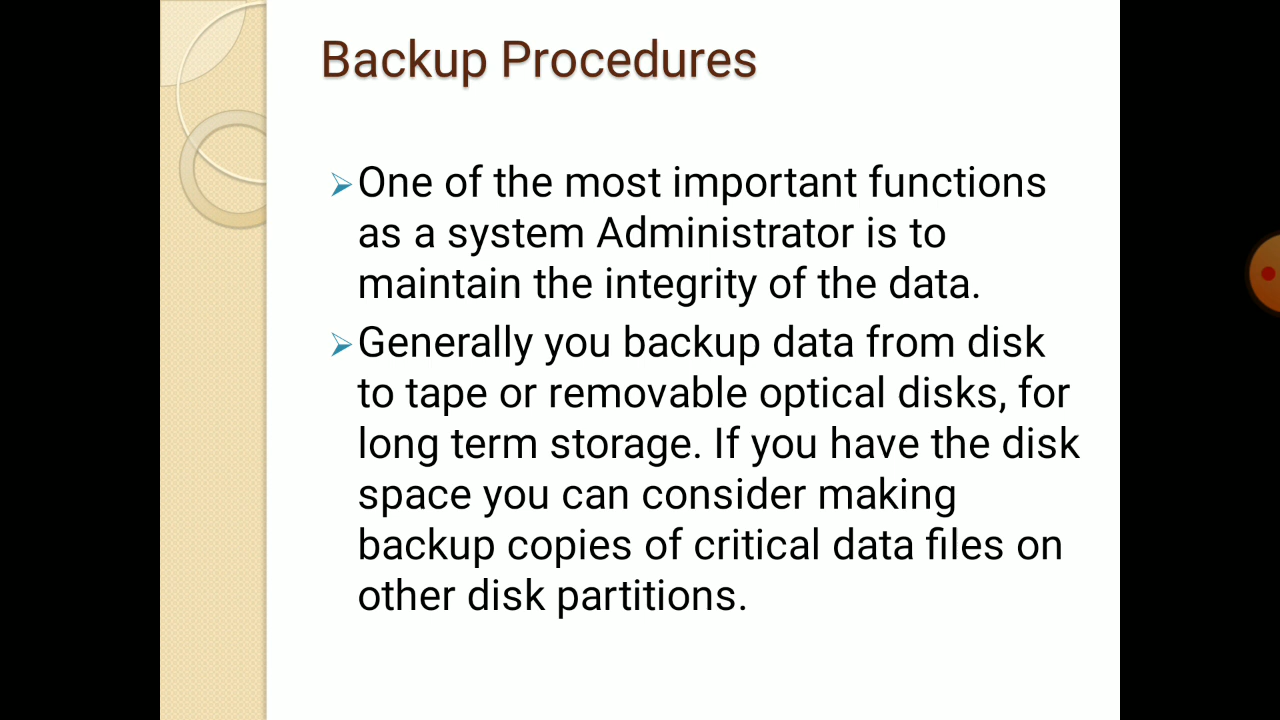 Backup Procedures
One of the most important functions
as a system Administrator is to
maintain the integrity of the data.
Generally you backup data from disk
to tape or removable optical disks, for
long term storage. If you have the disk
space you can consider making
backup copies of critical data files on
other disk partitions.